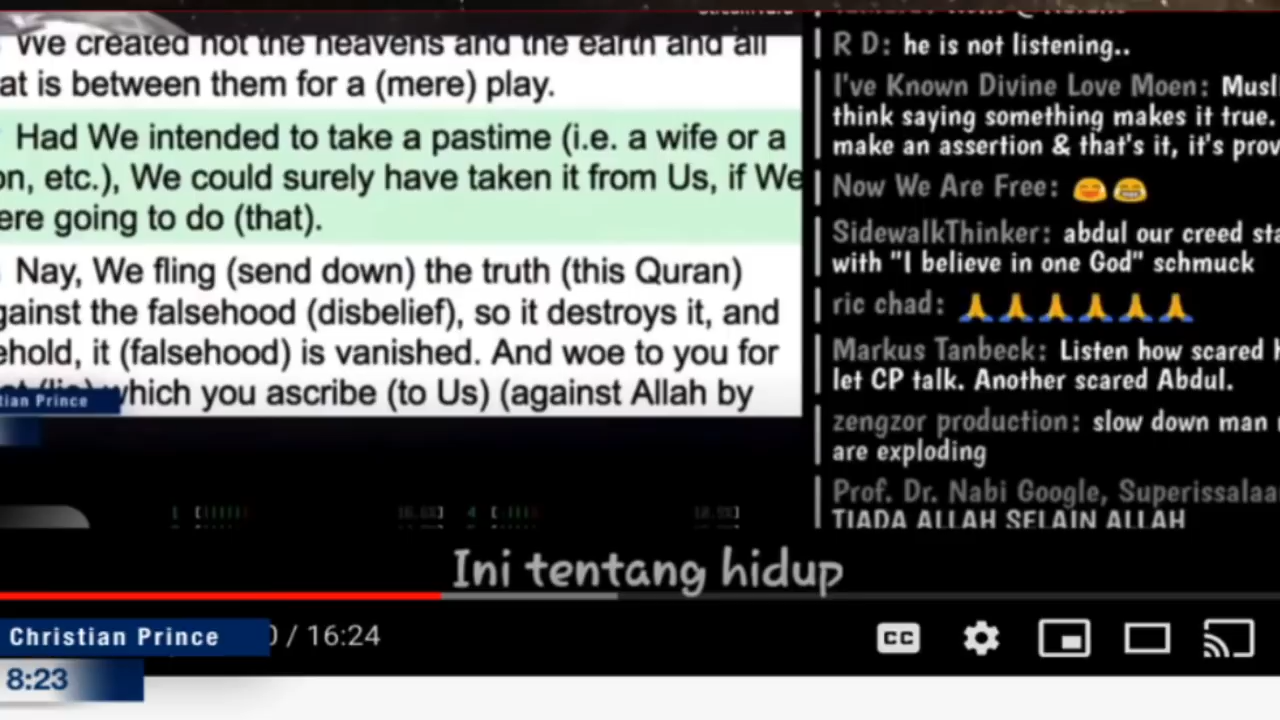 We created not the heavens and the earth and all
at is between them for a (mere) play.
Had We intended to take a pastime (i.e. a wife or a
on, etc.), We could surely have taken it from Us, if We
ere going to do (that).
Nay, We fling (send down) the truth (this Quran)
gainst the falsehood (disbelief), so it destroys it, and
ehold, it (falsehood) is vanished. And woe to you for
which you ascribe (to Us) (against Allah by
tian Prince
R D: he is not listening..
I've Known Divine Love Moen: Musl
think saying something makes it true.
make an assertion & that's it, it's prov
Now We Are Free: 😄😂
SidewalkThinker: abdul our creed sta
with "I believe in one God" schmuck
ric chad: 🙏🙏🙏🙏🙏🙏
Markus Tanbeck: Listen how scared h
let CP talk. Another scared Abdul.
zengzor production: slow down man
are exploding
Prof. Dr. Nabi Google, Superissalaa
TIADA ALLAH SELAIN ALLAH
Ini tentang hidup
Christian Prince
/ 16:24
CC
8:23